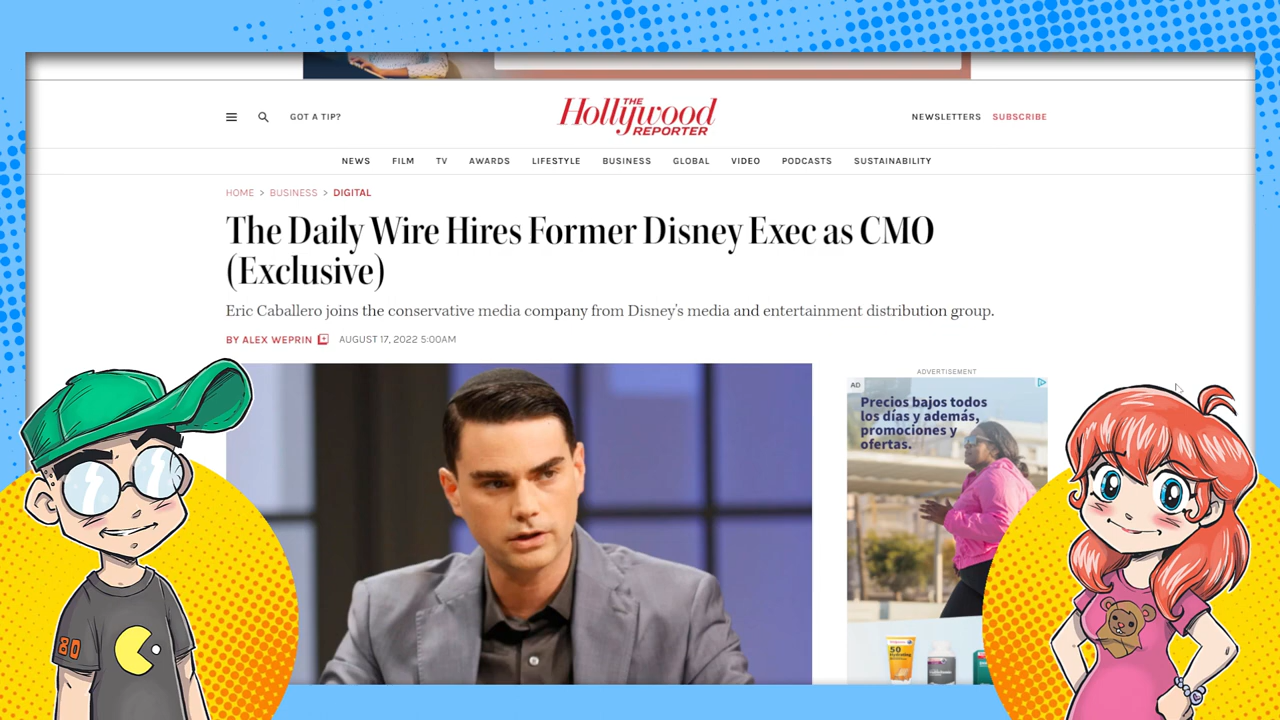 GOT A TIP?
THE
Hollywood
REPORTER
NEWSLETTERS SUBSCRIBE
NEWS FILM TV AWARDS LIFESTYLE BUSINESS GLOBAL VIDEO PODCASTS SUSTAINABILITY
HOME > BUSINESS > DIGITAL
The Daily Wire Hires Former Disney Exec as CMO
(Exclusive)
Eric Caballero joins the conservative media company from Disney's media and entertainment distribution group.
BY ALEX WEPRIN AUGUST 17, 2022 5:00AM
ADVERTISEMENT
AD
Precios bajos todos
los días y además,
promociones y
ofertas.
80
50